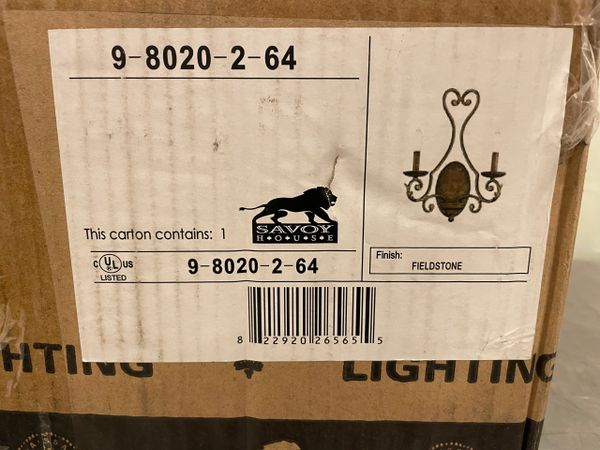 9-8020-2-64
SAVOY
H•O•U•S•E
This carton contains: 1
C UL US
LISTED
9-8020-2-64
Finish:
FIELDSTONE
8 22920 26565 5
HTING LIGHTING